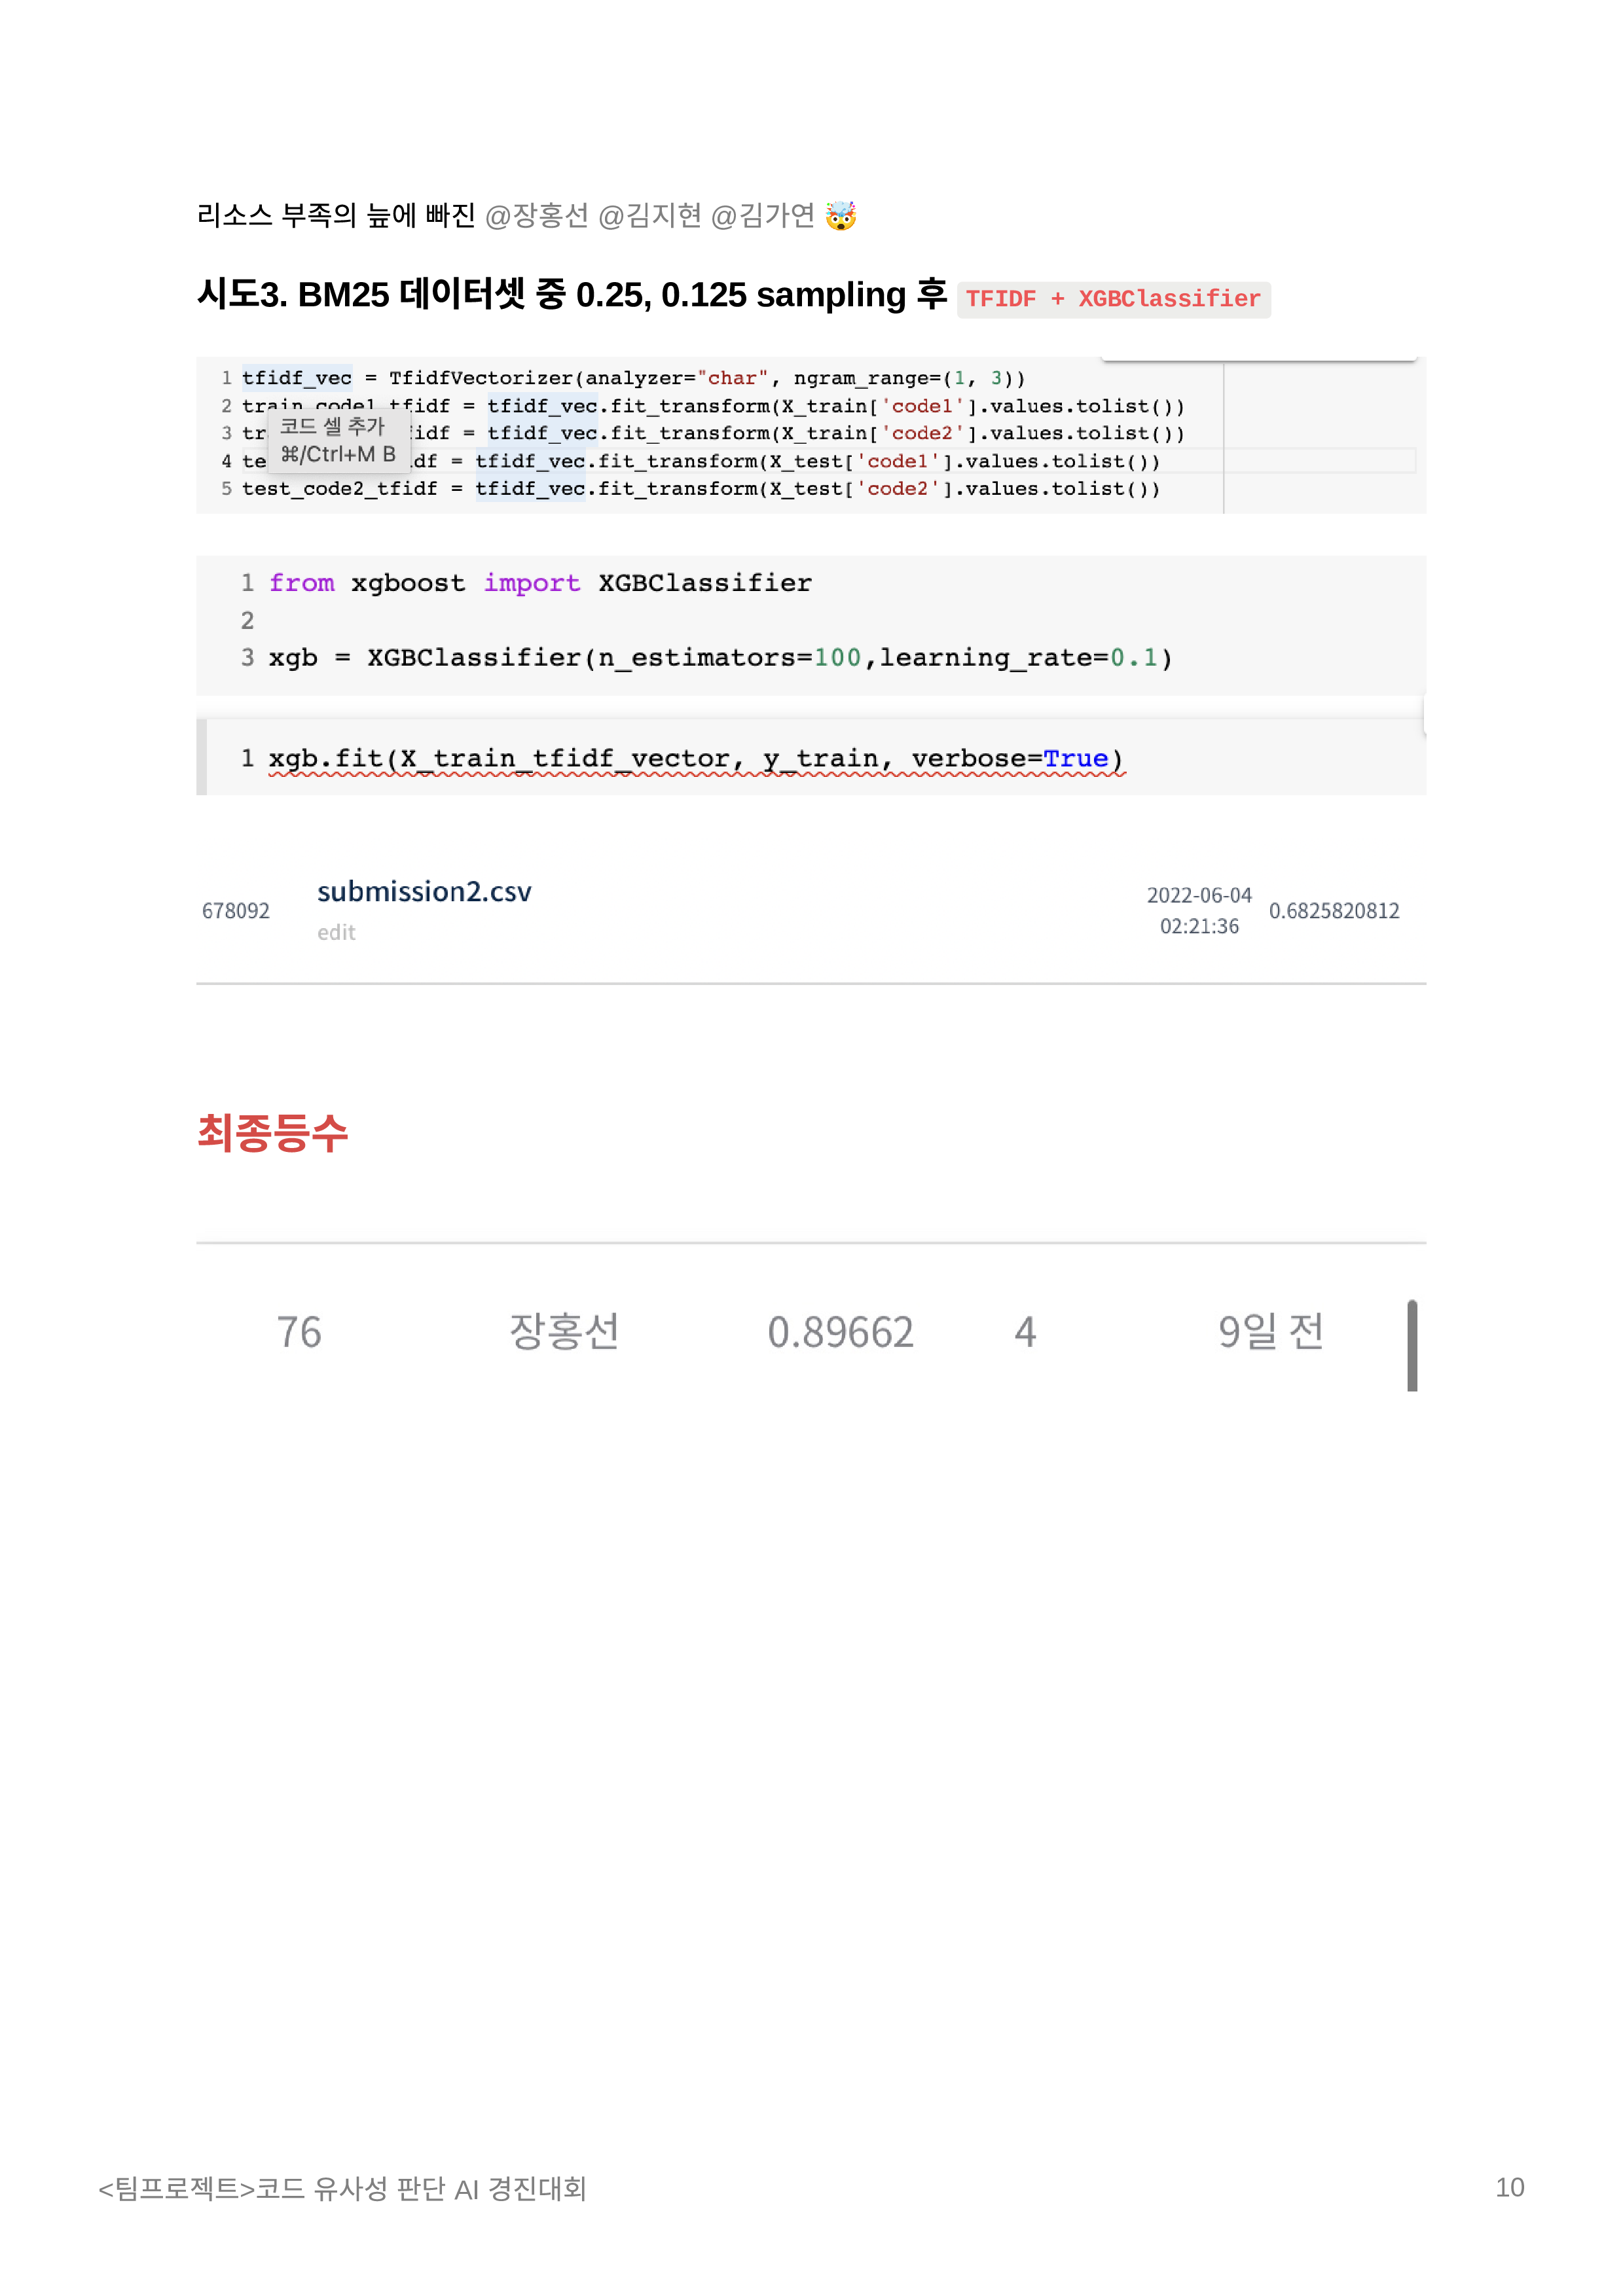 리소스 부족의 늪에 빠진 @장홍선 @김지현 @김가연 🤯
시도3. BM25 데이터셋 중 0.25, 0.125 sampling 후 TFIDF + XGBClassifier
1 tfidf_vec = TfidfVectorizer(analyzer="char", ngram_range=(1, 3))
2 train_code1_tfidf = tfidf_vec.fit_transform(X_train['code1'].values.tolist())
3 tr idf = tfidf_vec.fit_transform(X_train['code2'].values.tolist())
4 te df = tfidf_vec.fit_transform(X_test['code1'].values.tolist())
5 test_code2_tfidf = tfidf_vec.fit_transform(X_test['code2'].values.tolist())
코드 셀 추가
⌘/Ctrl+M B
1 from xgboost import XGBClassifier
2
3 xgb = XGBClassifier(n_estimators=100,learning_rate=0.1)
1 xgb.fit(X_train_tfidf_vector, y_train, verbose=True)
678092 submission2.csv 2022-06-04 02:21:36 0.6825820812
edit
최종등수
76 장홍선 0.89662 4 9일 전
<팀프로젝트>코드 유사성 판단 AI 경진대회 10